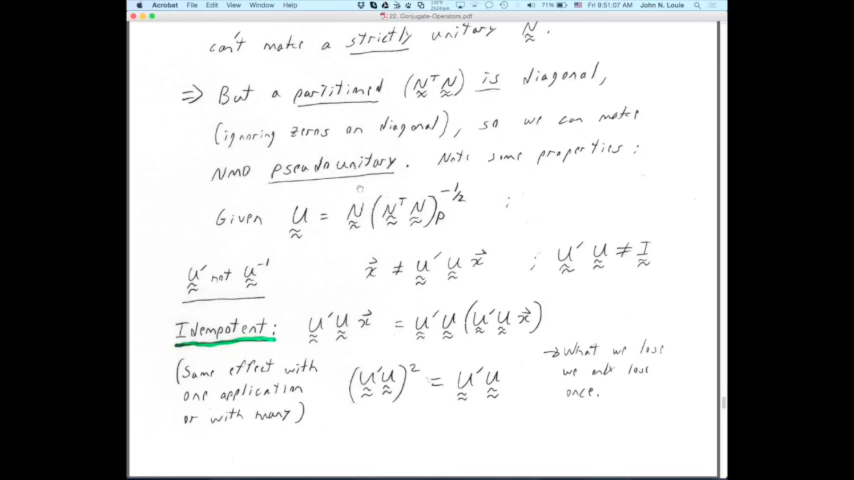 Acrobat File Edit View Window Help 71% Fri 9:51:07 AM John N. Louie
22. Conjugate-Operators.pdf
can't make a strictly unitary N.
⇒ But a partitioned (NᵀN) is diagonal,
(ignoring zeros on diagonal), so we can make
NMO pseudounitary. Note some properties:
Given U = N(NᵀN)ₚ^(-1/2) ;
U′ not U⁻¹ x⃗ ≠ U′ U x⃗ ; U′ U ≠ I
Idempotent: U′U x⃗ = U′U (U′U x⃗)
(Same effect with
one application
or with many)
(U′U)² = U′U
→ What we lose
we only lose
once.